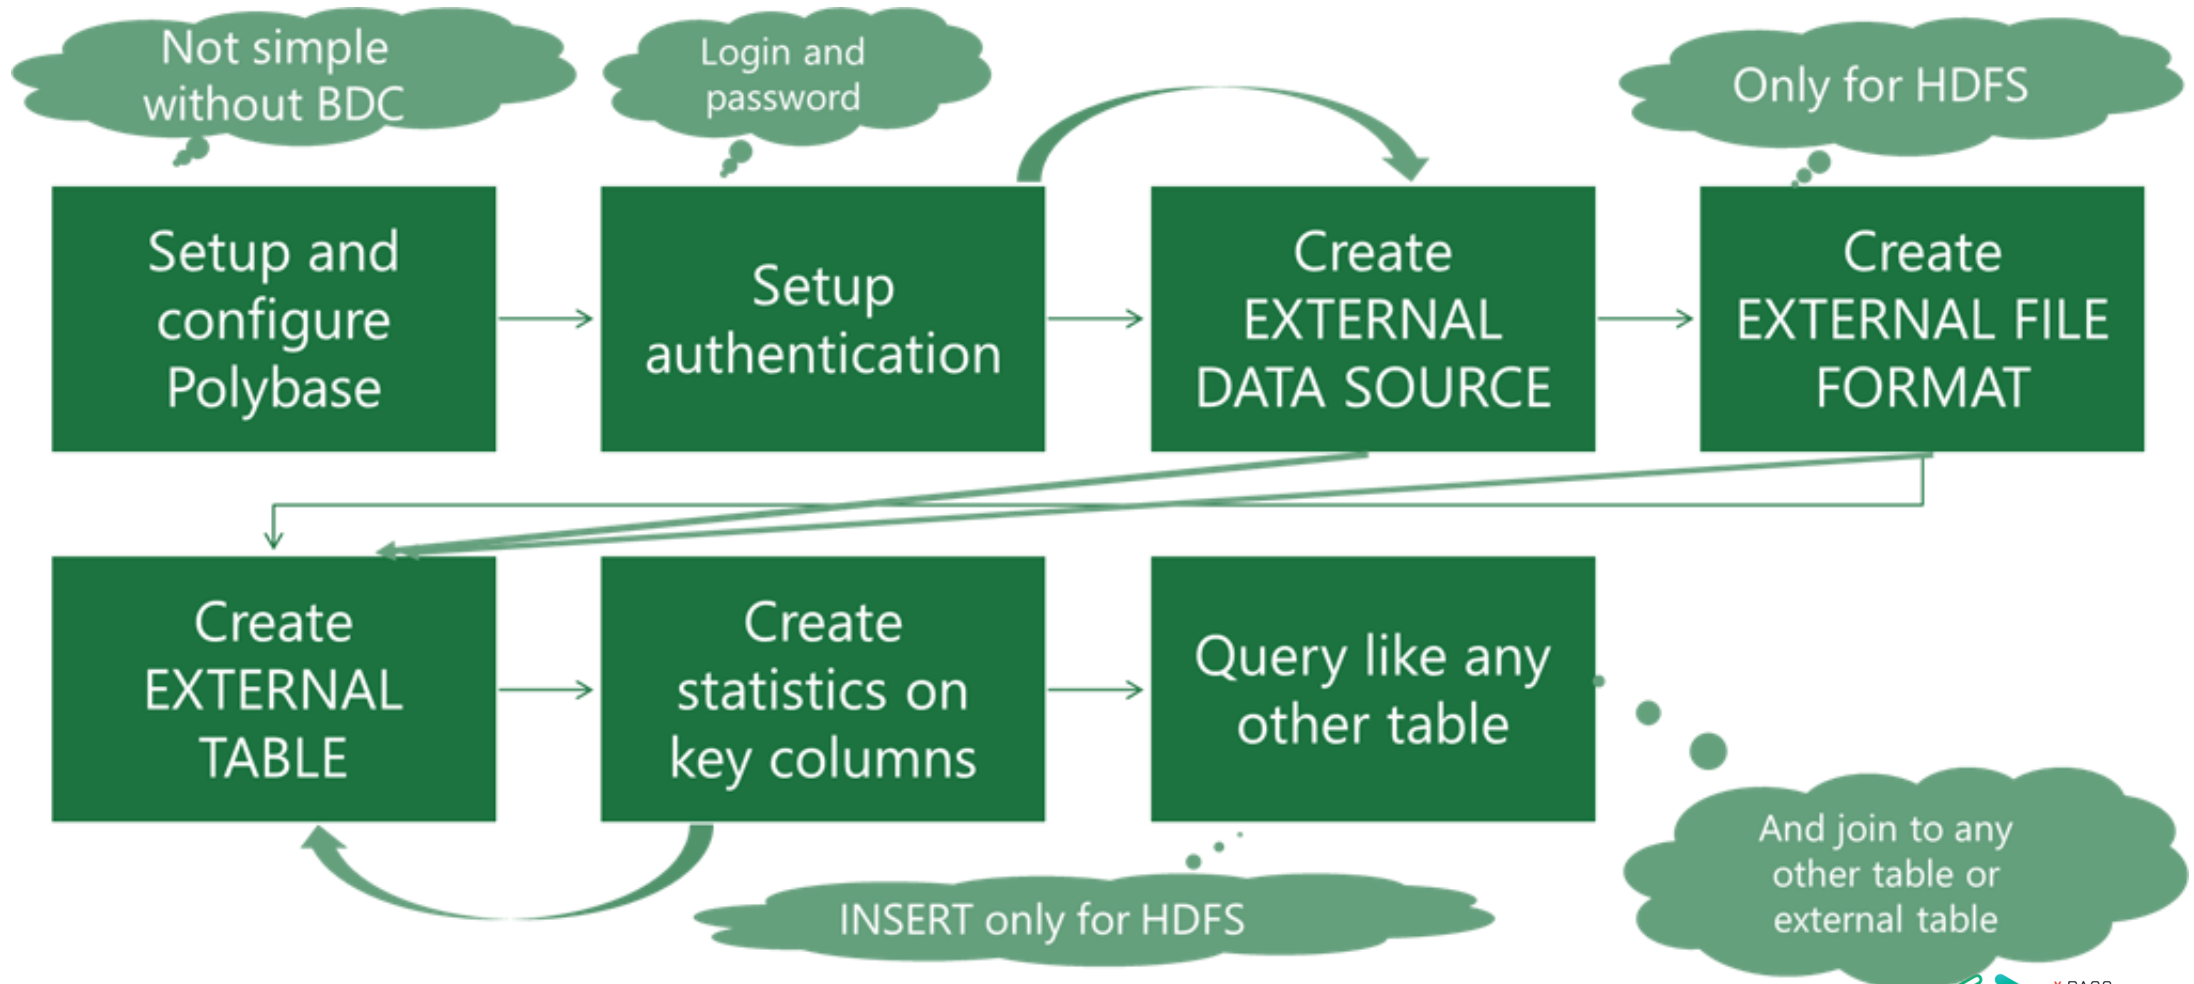 Not simple
without BDC
Login and
password
Only for HDFS
Setup and
configure
Polybase
Setup
authentication
Create
EXTERNAL
DATA SOURCE
Create
EXTERNAL FILE
FORMAT
Create
EXTERNAL
TABLE
Create
statistics on
key columns
Query like any
other table
INSERT only for HDFS
And join to any
other table or
external table